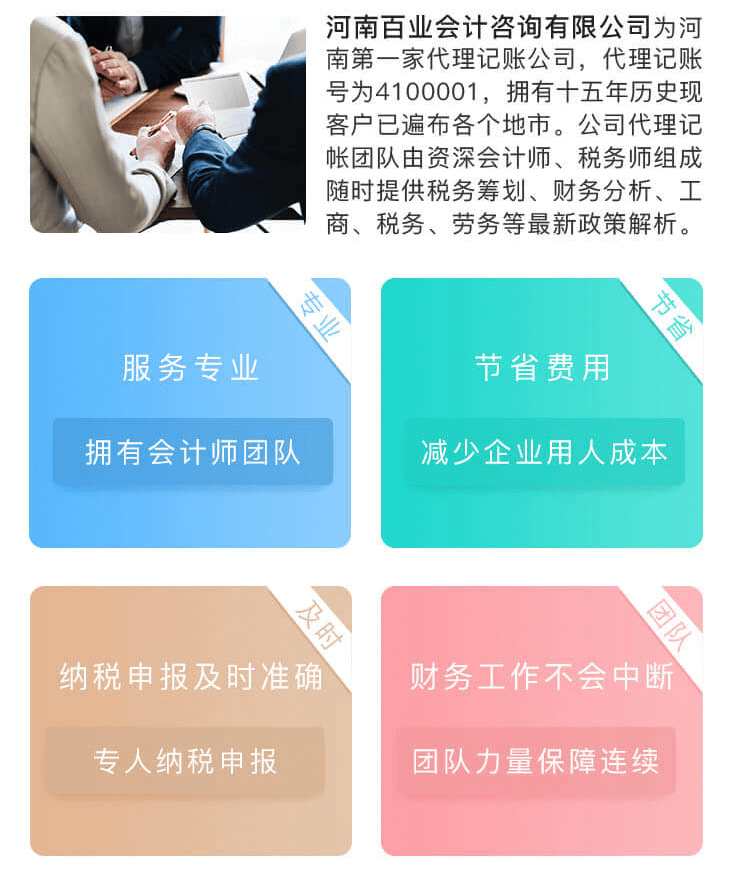 河南百业会计咨询有限公司为河
南第一家代理记账公司，代理记账
号为4100001，拥有十五年历史现
客户已遍布各个地市。公司代理记
帐团队由资深会计师、税务师组成
随时提供税务筹划、财务分析、工
商、税务、劳务等最新政策解析。
专业
服务专业
拥有会计师团队
节省
节省费用
减少企业用人成本
及时
纳税申报及时准确
专人纳税申报
团队
财务工作不会中断
团队力量保障连续